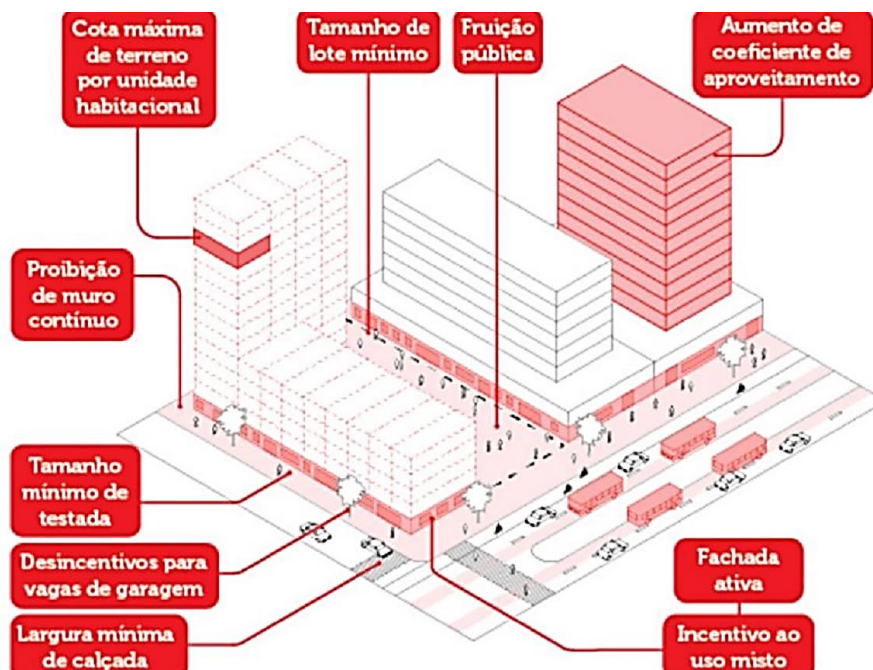 Cota máxima
de terreno
por unidade
habitacional
Tamanho de
lote mínimo
Fruição
pública
Aumento de
coeficiente de
aproveitamento
Proibição
de muro
contínuo
Tamanho
mínimo de
testada
Desincentivos para
vagas de garagem
Largura mínima
de calçada
Fachada
ativa
Incentivo ao
uso misto